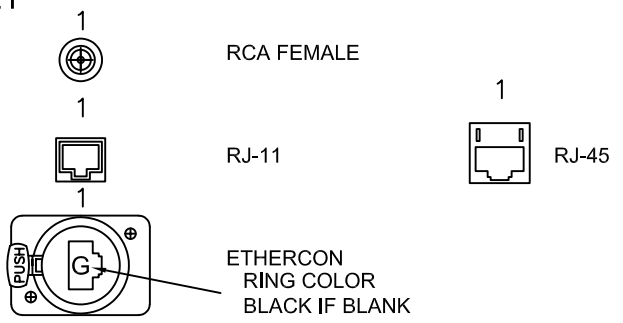 1
RCA FEMALE
1
RJ-11
1
RJ-45
1
PUSH
G
ETHERCON
RING COLOR
BLACK IF BLANK